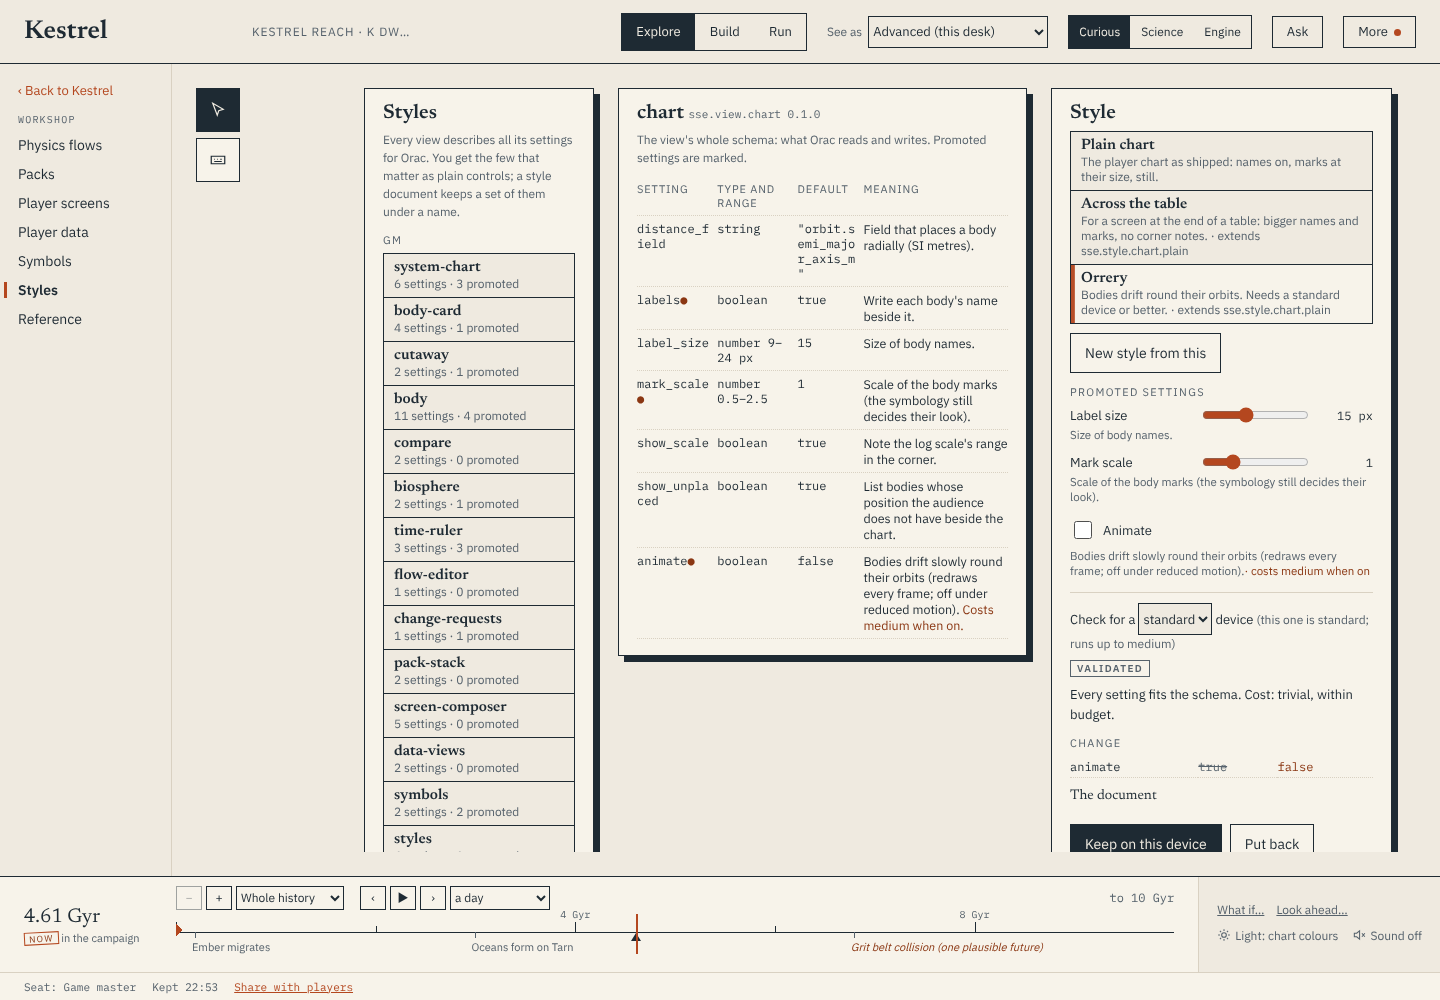 Kestrel
KESTREL REACH · K DW…
Explore
Build
Run
See as
Advanced (this desk)
Curious
Science
Engine
Ask
More
‹ Back to Kestrel
WORKSHOP
Physics flows
Packs
Player screens
Player data
Symbols
Styles
Reference
Styles
Every view describes all its settings
for Orac. You get the few that
matter as plain controls; a style
document keeps a set of them
under a name.
GM
system-chart
6 settings · 3 promoted
body-card
4 settings · 1 promoted
cutaway
2 settings · 1 promoted
body
11 settings · 4 promoted
compare
2 settings · 0 promoted
biosphere
2 settings · 1 promoted
time-ruler
3 settings · 3 promoted
flow-editor
1 settings · 0 promoted
change-requests
1 settings · 1 promoted
pack-stack
2 settings · 0 promoted
screen-composer
5 settings · 0 promoted
data-views
2 settings · 0 promoted
symbols
2 settings · 2 promoted
styles
chart sse.view.chart 0.1.0
The view's whole schema: what Orac reads and writes. Promoted
settings are marked.
SETTING TYPE AND DEFAULT MEANING
RANGE
distance_f string "orbit.s Field that places a body
ield emi_majo radially (SI metres).
r_axis_m
"
labels● boolean true Write each body's name
beside it.
label_size number 9– 15 Size of body names.
24 px
mark_scale number 1 Scale of the body marks
● 0.5–2.5 (the symbology still
decides their look).
show_scale boolean true Note the log scale's range
in the corner.
show_unpla boolean true List bodies whose
ced position the audience
does not have beside the
chart.
animate● boolean false Bodies drift slowly round
their orbits (redraws
every frame; off under
reduced motion). Costs
medium when on.
Style
Plain chart
The player chart as shipped: names on, marks at
their size, still.
Across the table
For a screen at the end of a table: bigger names and
marks, no corner notes. · extends
sse.style.chart.plain
Orrery
Bodies drift round their orbits. Needs a standard
device or better. · extends sse.style.chart.plain
New style from this
PROMOTED SETTINGS
Label size 15 px
Size of body names.
Mark scale 1
Scale of the body marks (the symbology still decides their
look).
Animate
Bodies drift slowly round their orbits (redraws every
frame; off under reduced motion). · costs medium when on
Check for a standard device (this one is standard;
runs up to medium)
VALIDATED
Every setting fits the schema. Cost: trivial, within
budget.
CHANGE
animate true false
The document
Keep on this device
Put back
4.61 Gyr
NOW in the campaign
−
+
Whole history
‹
▶
›
a day
to 10 Gyr
4 Gyr
8 Gyr
Ember migrates
Oceans form on Tarn
Grit belt collision (one plausible future)
What if…
Look ahead…
Light: chart colours
Sound off
Seat: Game master
Kept 22:53
Share with players